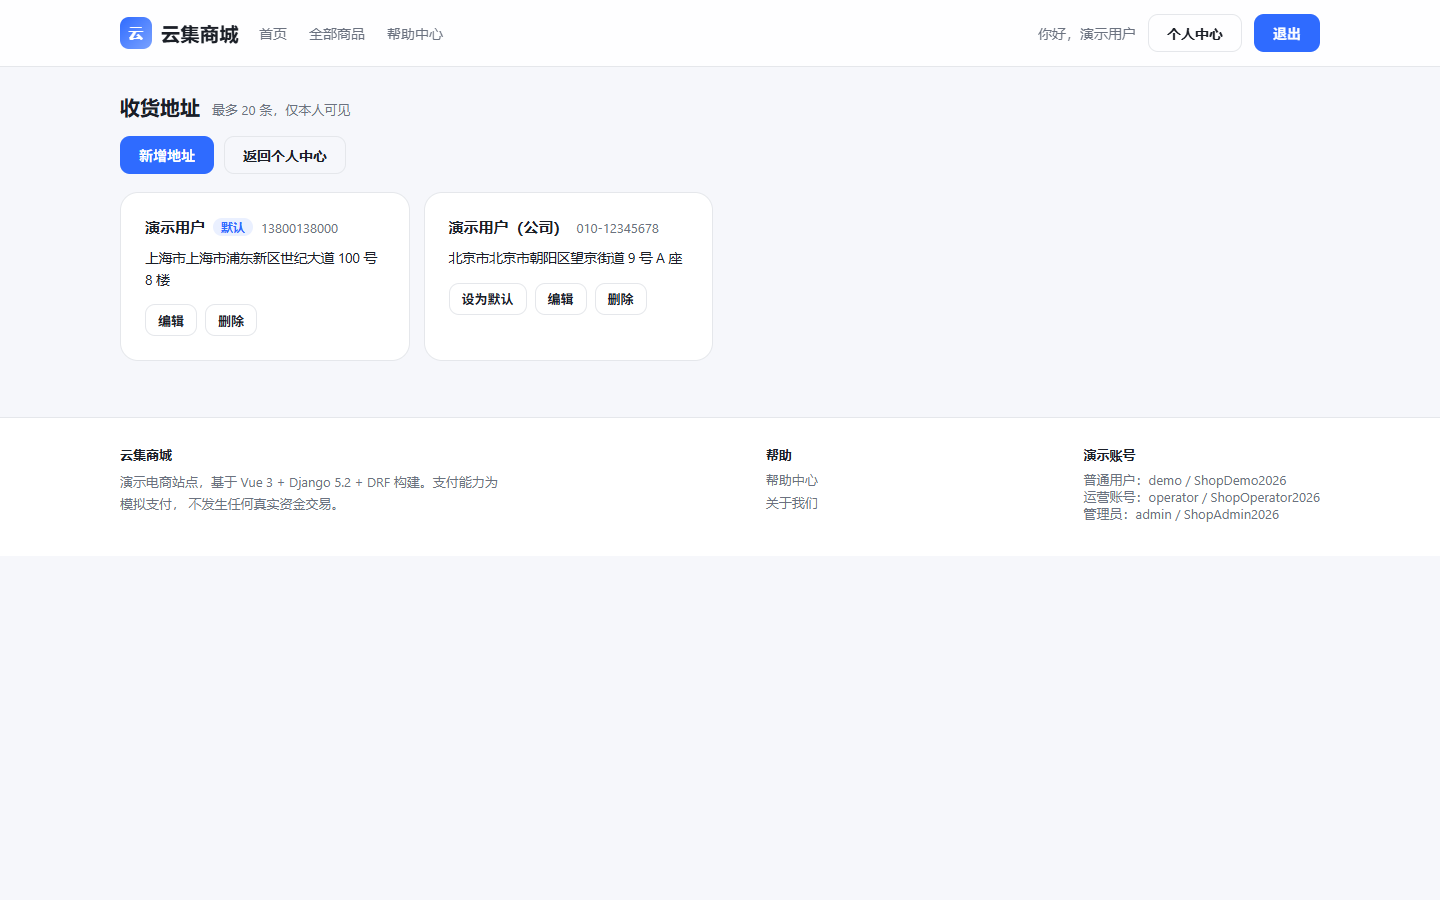 云 云集商城 首页 全部商品 帮助中心 你好，演示用户 个人中心 退出
收货地址 最多 20 条，仅本人可见
新增地址 返回个人中心
演示用户 默认 13800138000
上海市上海市浦东新区世纪大道 100 号
8 楼
编辑 删除
演示用户（公司） 010-12345678
北京市北京市朝阳区望京街道 9 号 A 座
设为默认 编辑 删除
云集商城
演示电商站点，基于 Vue 3 + Django 5.2 + DRF 构建。支付能力为
模拟支付， 不发生任何真实资金交易。
帮助
帮助中心
关于我们
演示账号
普通用户：demo / ShopDemo2026
运营账号：operator / ShopOperator2026
管理员：admin / ShopAdmin2026